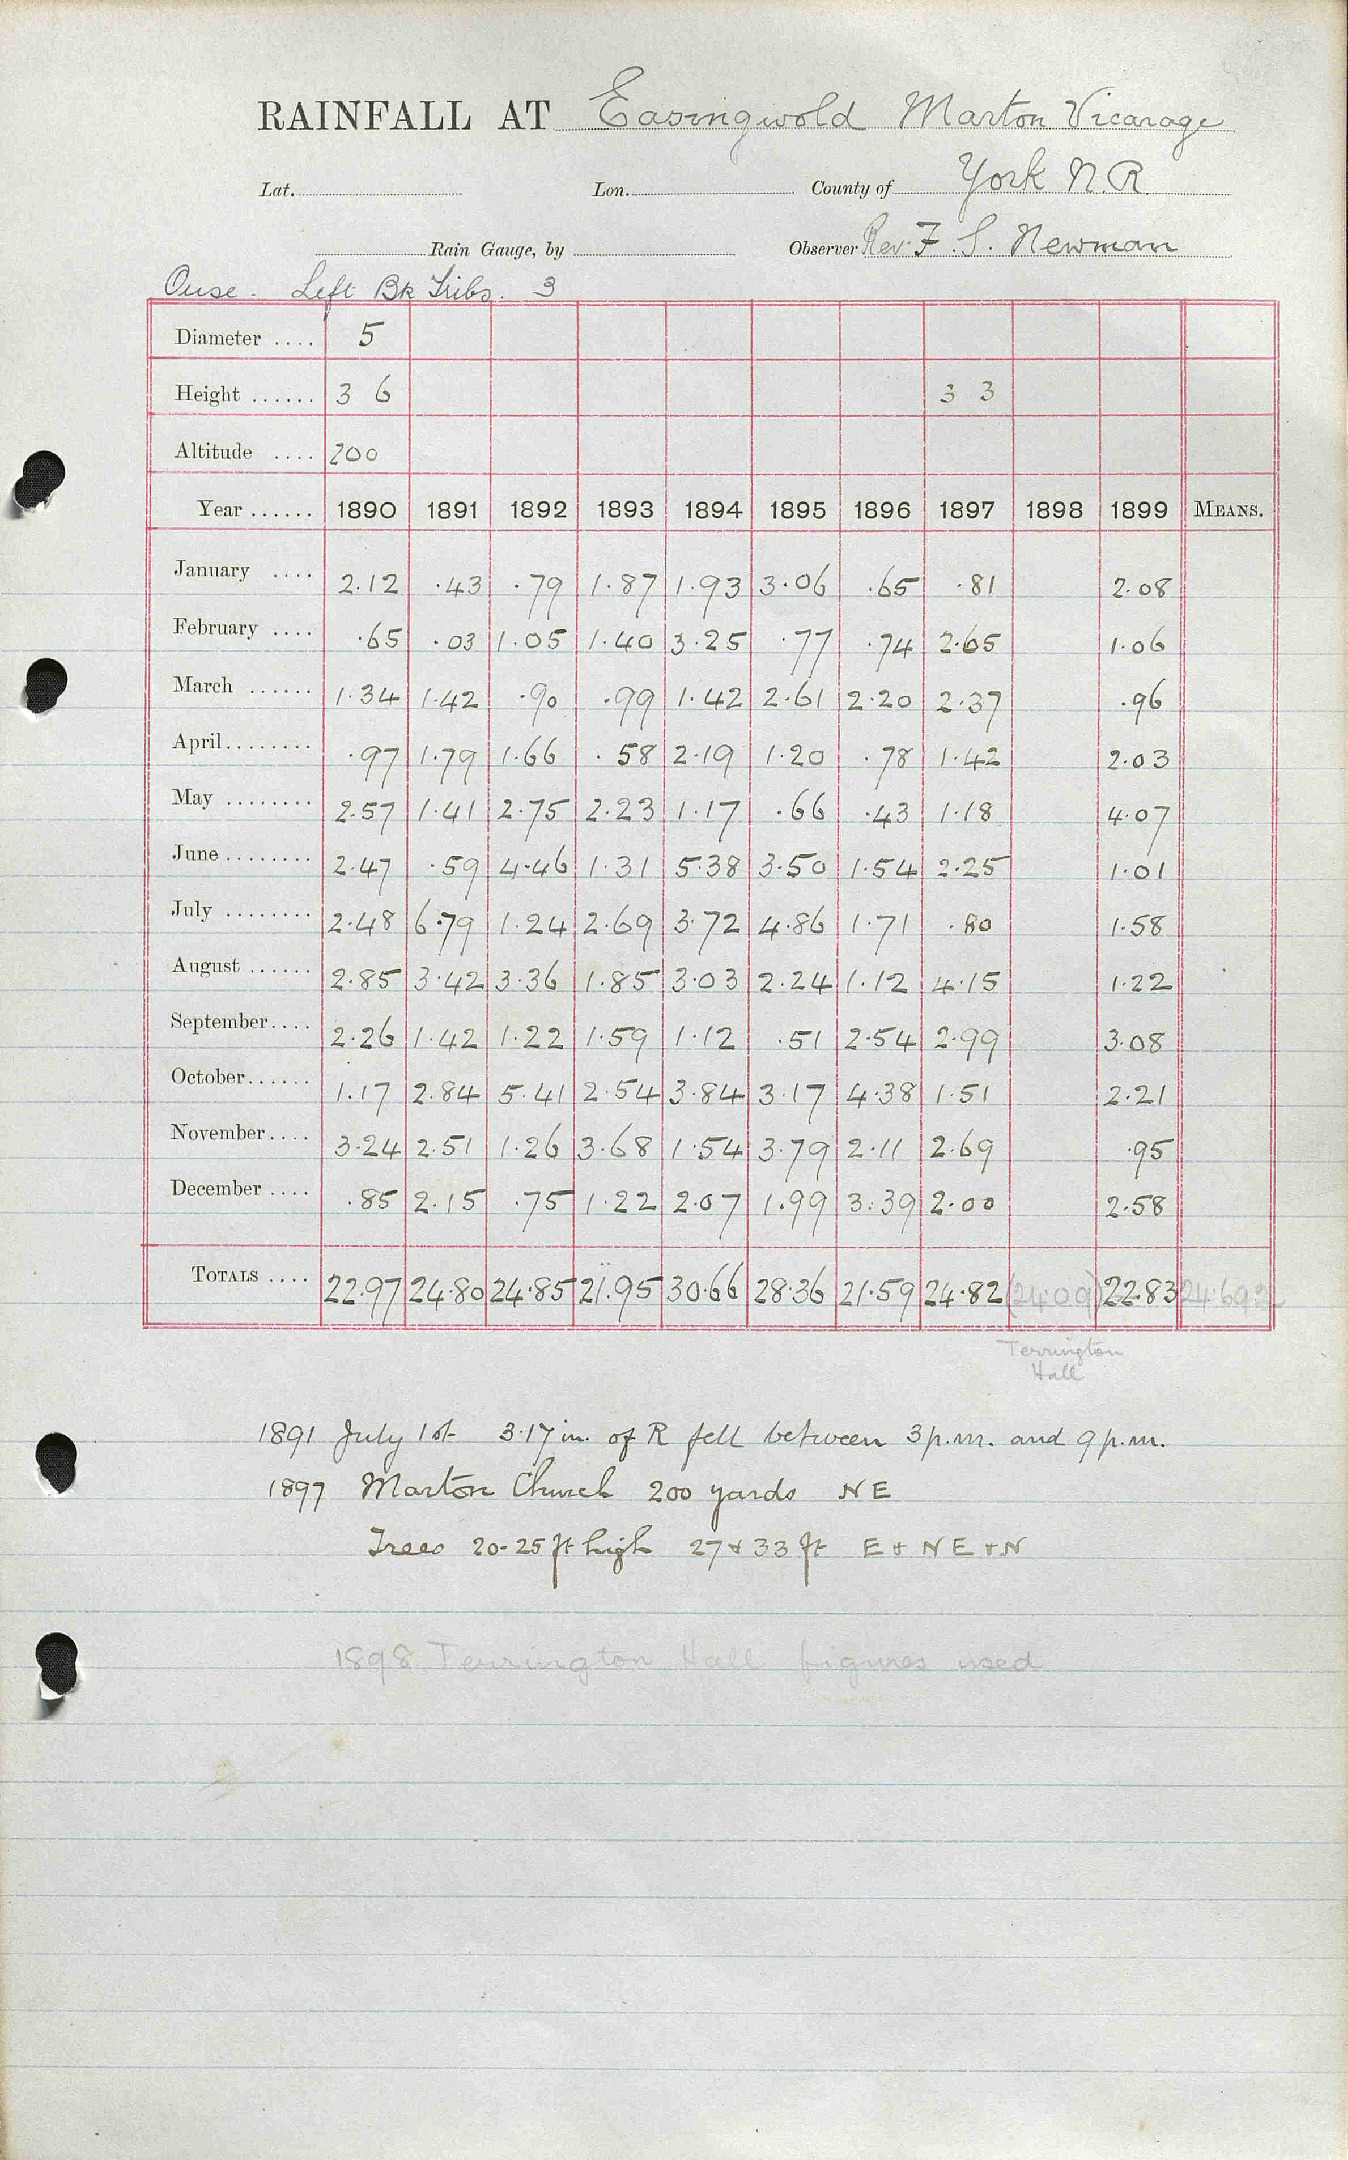 RAINFALL AT Easingwold Marton Vicarage
Lat. Lon. County of York N.R
Rain Gauge, by Observer Rev. F. S. Newman
Ouse. Left Bk Tribs. 3
Diameter .... 5
Height ...... 3 6 3 3
Altitude .... 200
Year ...... 1890 1891 1892 1893 1894 1895 1896 1897 1898 1899 MEANS.
January .... 2.12 .43 .79 1.87 1.93 3.06 .65 .81 2.08
February .... .65 .03 1.05 1.40 3.25 .77 .74 2.65 1.06
March ...... 1.34 1.42 .90 .99 1.42 2.61 2.20 2.37 .96
April........ .97 1.79 1.66 .58 2.19 1.20 .78 1.42 2.03
May ........ 2.57 1.41 2.75 2.23 1.17 .66 .43 1.18 4.07
June........ 2.47 .59 4.46 1.31 5.38 3.50 1.54 2.25 1.01
July ........ 2.48 6.79 1.24 2.69 3.72 4.86 1.71 .80 1.58
August ...... 2.85 3.42 3.36 1.85 3.03 2.24 1.12 4.15 1.22
September.... 2.26 1.42 1.22 1.59 1.12 .51 2.54 2.99 3.08
October...... 1.17 2.84 5.41 2.54 3.84 3.17 4.38 1.51 2.21
November.... 3.24 2.51 1.26 3.68 1.54 3.79 2.11 2.69 .95
December .... .85 2.15 .75 1.22 2.07 1.99 3.39 2.00 2.58
TOTALS .... 22.97 24.80 24.85 21.95 30.66 28.36 21.59 24.82 (24.09) 22.83 24.692
Terrington
Hall
1891 July 1st 3.17 in. of R fell between 3 p.m. and 9 p.m.
1897 Marton Church 200 yards NE
Trees 20-25 ft high 27 & 33 ft E & NE & N
1898 Terrington Hall figures used